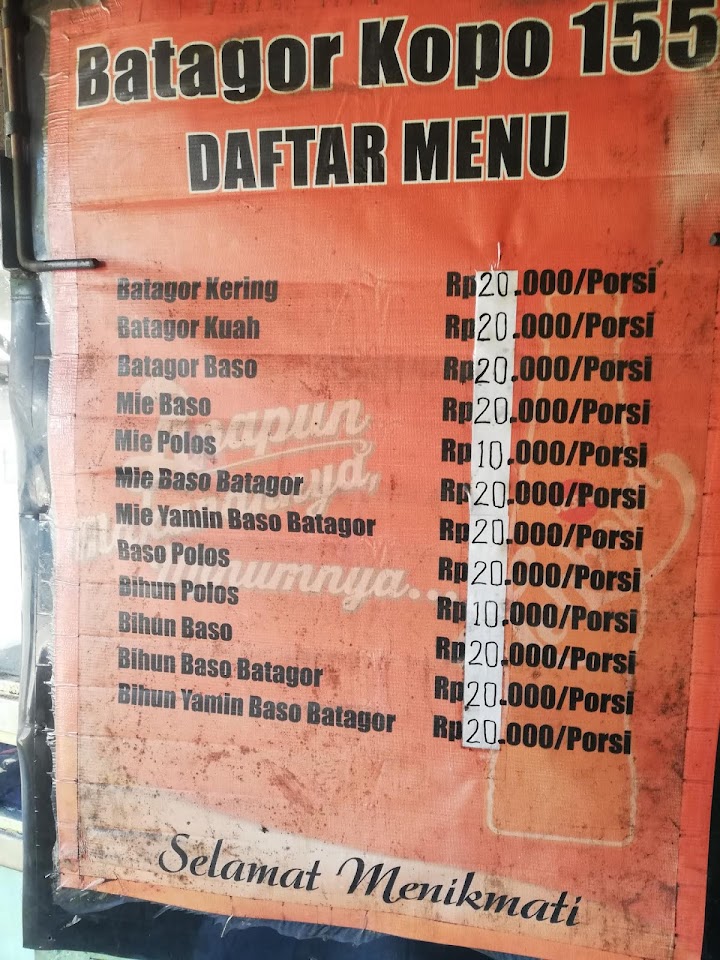 Batagor Kopo 155
DAFTAR MENU
Batagor Kering Rp20.000/Porsi
Batagor Kuah Rp20.000/Porsi
Batagor Baso Rp20.000/Porsi
Mie Baso Rp20.000/Porsi
Mie Polos Rp10.000/Porsi
Mie Baso Batagor Rp20.000/Porsi
Mie Yamin Baso Batagor Rp20.000/Porsi
Baso Polos Rp20.000/Porsi
Bihun Polos Rp10.000/Porsi
Bihun Baso Rp20.000/Porsi
Bihun Baso Batagor Rp20.000/Porsi
Bihun Yamin Baso Batagor Rp20.000/Porsi
Apapun
minumnya...
Selamat Menikmati